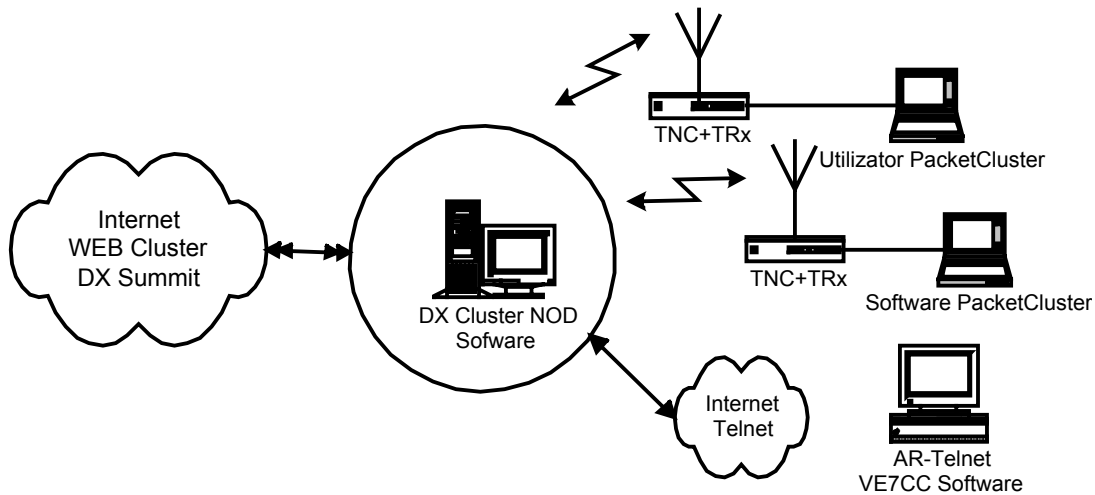 TNC+TRx
Utilizator PacketCluster
Internet
WEB Cluster
DX Summit
TNC+TRx
Software PacketCluster
DX Cluster NOD
Sofware
Internet
Telnet
AR-Telnet
VE7CC Software